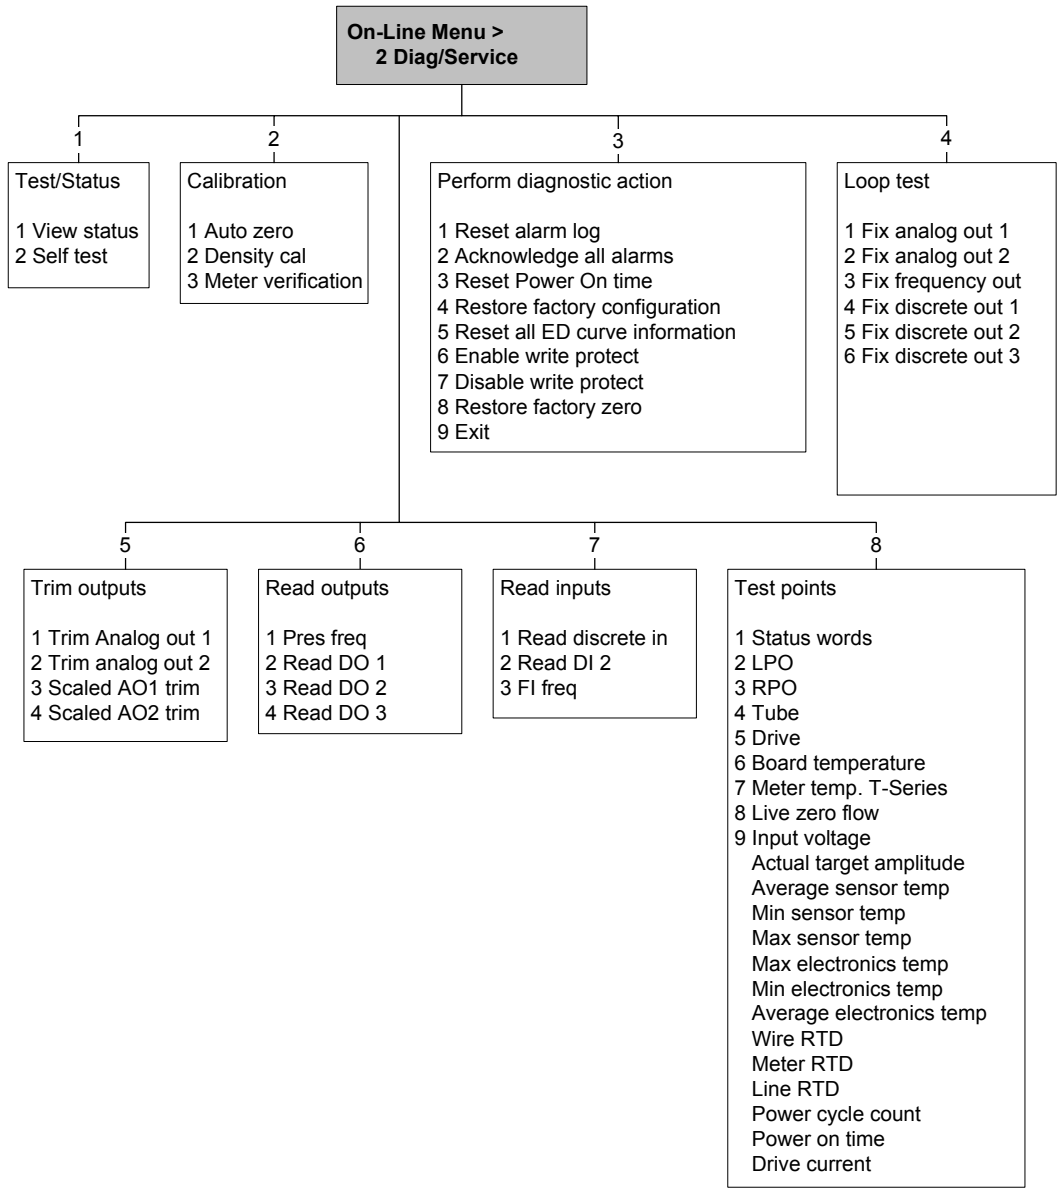 On-Line Menu >
2 Diag/Service
1
2
3
4
Test/Status
1 View status
2 Self test
Calibration
1 Auto zero
2 Density cal
3 Meter verification
Perform diagnostic action
1 Reset alarm log
2 Acknowledge all alarms
3 Reset Power On time
4 Restore factory configuration
5 Reset all ED curve information
6 Enable write protect
7 Disable write protect
8 Restore factory zero
9 Exit
Loop test
1 Fix analog out 1
2 Fix analog out 2
3 Fix frequency out
4 Fix discrete out 1
5 Fix discrete out 2
6 Fix discrete out 3
5
6
7
8
Trim outputs
1 Trim Analog out 1
2 Trim analog out 2
3 Scaled AO1 trim
4 Scaled AO2 trim
Read outputs
1 Pres freq
2 Read DO 1
3 Read DO 2
4 Read DO 3
Read inputs
1 Read discrete in
2 Read DI 2
3 FI freq
Test points
1 Status words
2 LPO
3 RPO
4 Tube
5 Drive
6 Board temperature
7 Meter temp. T-Series
8 Live zero flow
9 Input voltage
Actual target amplitude
Average sensor temp
Min sensor temp
Max sensor temp
Max electronics temp
Min electronics temp
Average electronics temp
Wire RTD
Meter RTD
Line RTD
Power cycle count
Power on time
Drive current